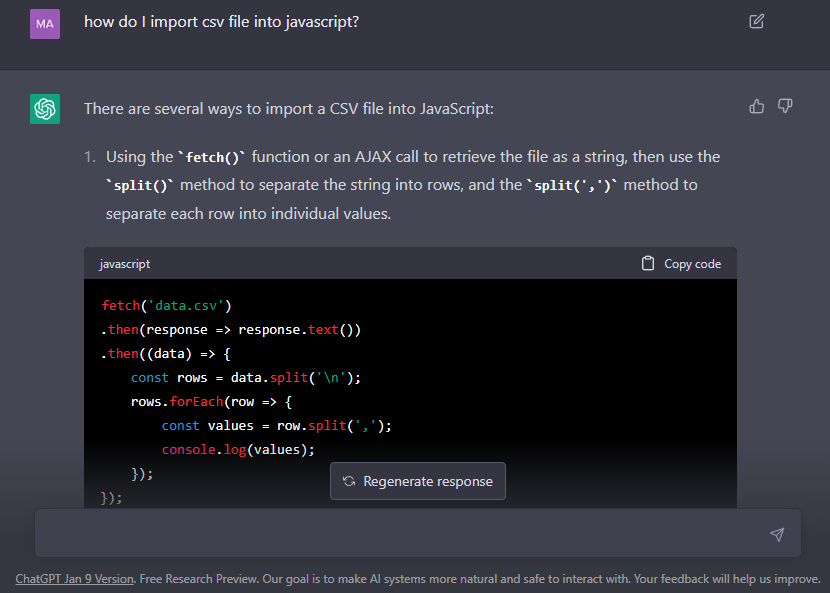 MA
how do I import csv file into javascript?
There are several ways to import a CSV file into JavaScript:
1. Using the `fetch()` function or an AJAX call to retrieve the file as a string, then use the
`split()` method to separate the string into rows, and the `split(',')` method to
separate each row into individual values.
javascript
Copy code
fetch('data.csv')
.then(response => response.text())
.then((data) => {
    const rows = data.split('\n');
    rows.forEach(row => {
        const values = row.split(',');
        console.log(values);
    });
});
Regenerate response
ChatGPT Jan 9 Version. Free Research Preview. Our goal is to make AI systems more natural and safe to interact with. Your feedback will help us improve.